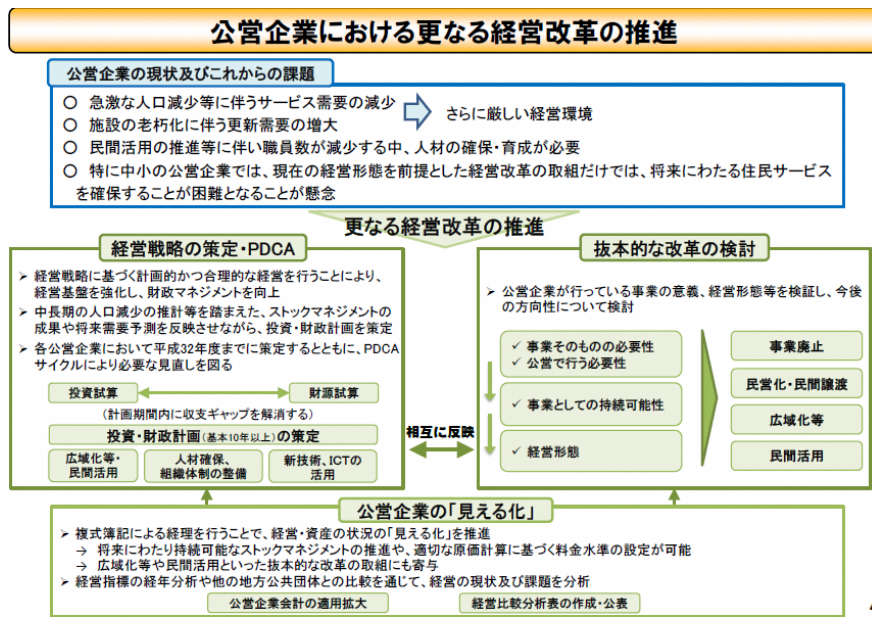 公営企業における更なる経営改革の推進
公営企業の現状及びこれからの課題
○ 急激な人口減少等に伴うサービス需要の減少
○ 施設の老朽化に伴う更新需要の増大
さらに厳しい経営環境
○ 民間活用の推進等に伴い職員数が減少する中、人材の確保・育成が必要
○ 特に中小の公営企業では、現在の経営形態を前提とした経営改革の取組だけでは、将来にわたる住民サービス
を確保することが困難となることが懸念
更なる経営改革の推進
経営戦略の策定・PDCA
➢ 経営戦略に基づく計画的かつ合理的な経営を行うことにより、
経営基盤を強化し、財政マネジメントを向上
➢ 中長期の人口減少の推計等を踏まえた、ストックマネジメントの
成果や将来需要予測を反映させながら、投資・財政計画を策定
➢ 各公営企業において平成32年度までに策定するとともに、PDCA
サイクルにより必要な見直しを図る
投資試算
財源試算
(計画期間内に収支ギャップを解消する)
投資・財政計画(基本10年以上)の策定
広域化等・
民間活用
人材確保、
組織体制の整備
新技術、ICTの
活用
相互に反映
抜本的な改革の検討
➢ 公営企業が行っている事業の意義、経営形態等を検証し、今後
の方向性について検討
✓ 事業そのものの必要性
✓ 公営で行う必要性
✓ 事業としての持続可能性
✓ 経営形態
事業廃止
民営化・民間譲渡
広域化等
民間活用
公営企業の「見える化」
➢ 複式簿記による経理を行うことで、経営・資産の状況の「見える化」を推進
→ 将来にわたり持続可能なストックマネジメントの推進や、適切な原価計算に基づく料金水準の設定が可能
→ 広域化等や民間活用といった抜本的な改革の取組にも寄与
➢ 経営指標の経年分析や他の地方公共団体との比較を通じて、経営の現状及び課題を分析
公営企業会計の適用拡大
経営比較分析表の作成・公表